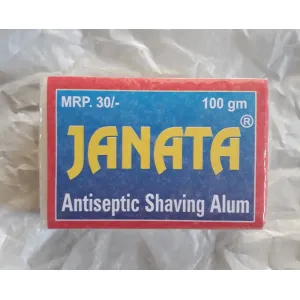 MRP. 30/- 100 gm
JANATA®
Antiseptic Shaving Alum